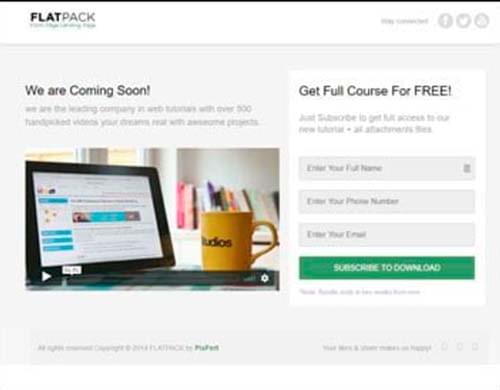 FLATPACK
Stay connected
We are Coming Soon!
we are the leading company in web tutorials with over 500
handpicked videos your dreams real with awesome projects.
Studios
Get Full Course For FREE!
Just Subscribe to get full access to our
new tutorial + all attachments files.
Enter Your Full Name
Enter Your Phone Number
Enter Your Email
SUBSCRIBE TO DOWNLOAD
All rights reserved Copyright © 2014 FLATPACK by
Your likes & share makes us happy!